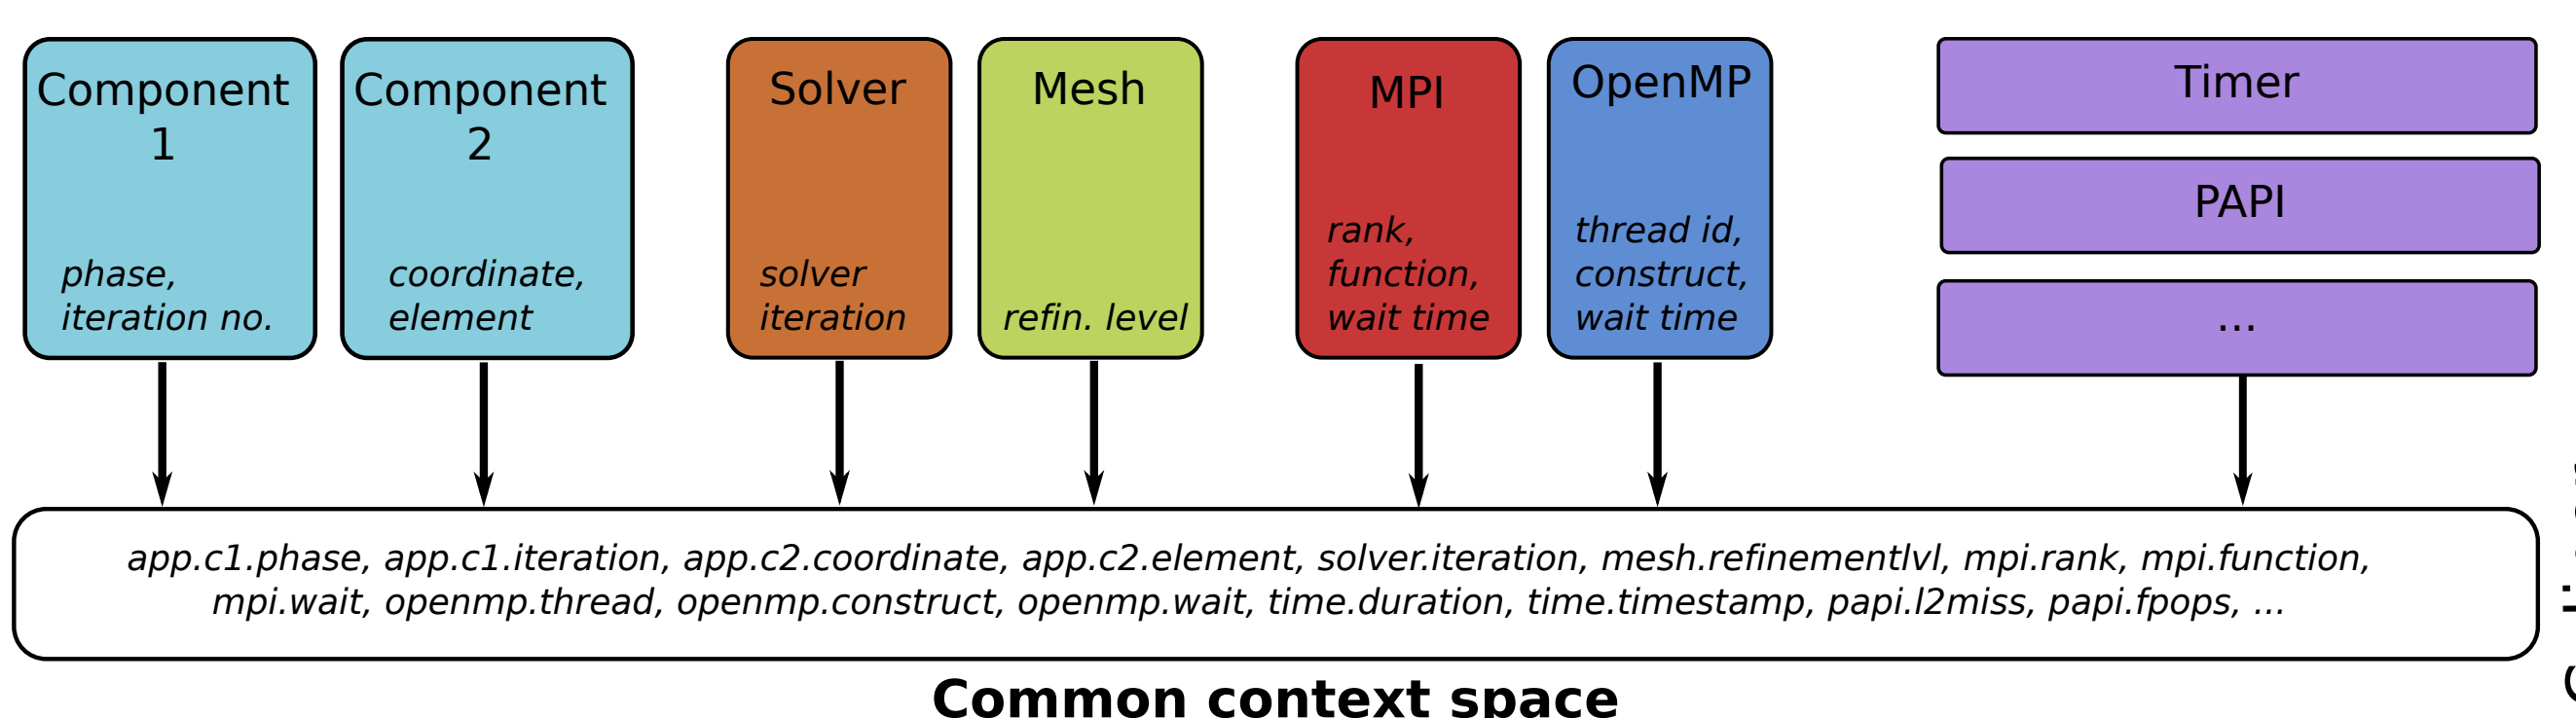 Component
1
phase,
iteration no.
Component
2
coordinate,
element
Solver
solver
iteration
Mesh
refin. level
MPI
rank,
function,
wait time
OpenMP
thread id,
construct,
wait time
Timer
PAPI
...
app.c1.phase, app.c1.iteration, app.c2.coordinate, app.c2.element, solver.iteration, mesh.refinementlvl, mpi.rank, mpi.function,
mpi.wait, openmp.thread, openmp.construct, openmp.wait, time.duration, time.timestamp, papi.l2miss, papi.fpops, ...
Common context space